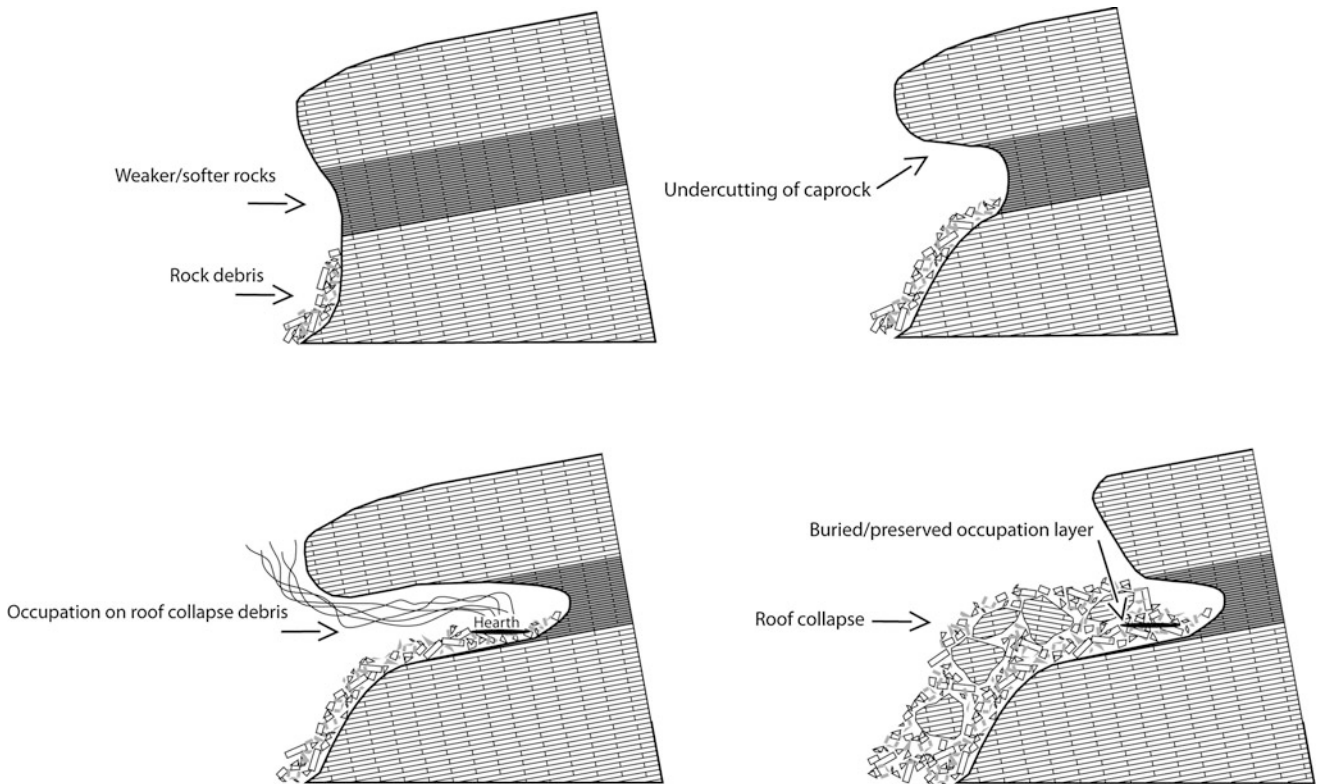 Weaker/softer rocks
Rock debris
Undercutting of caprock
Occupation on roof collapse debris
Hearth
Buried/preserved occupation layer
Roof collapse